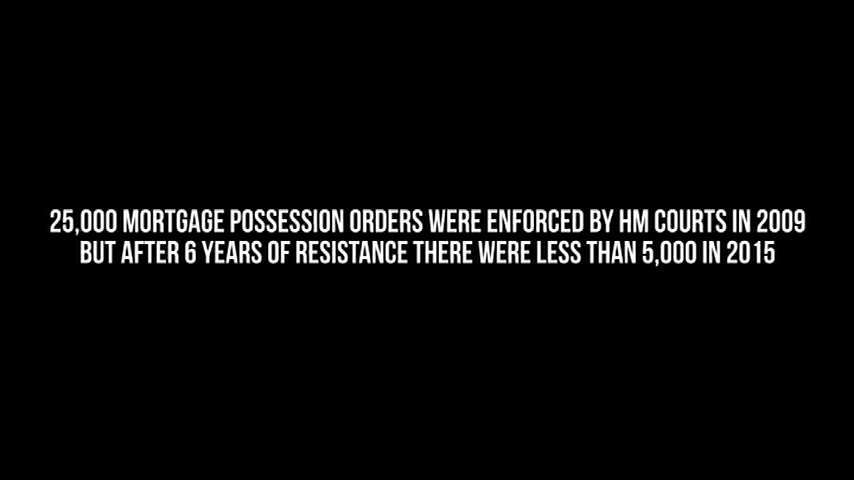 25,000 MORTGAGE POSSESSION ORDERS WERE ENFORCED BY HM COURTS IN 2009
BUT AFTER 6 YEARS OF RESISTANCE THERE WERE LESS THAN 5,000 IN 2015